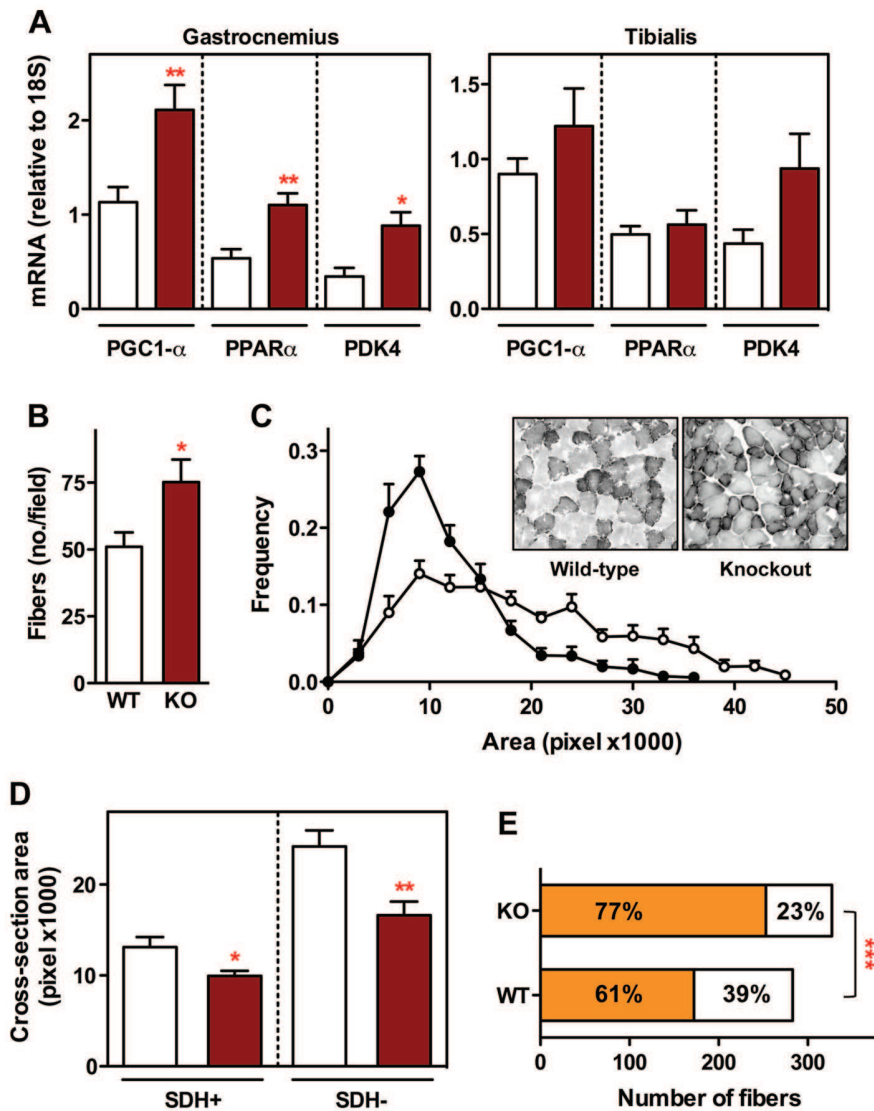 A
Gastrocnemius
Tibialis
mRNA (relative to 18S)
2
1
0
**
**
*
PGC1-α PPARα PDK4
1.5
1.0
0.5
0.0
PGC1-α PPARα PDK4
B
Fibers (no./field)
75
50
25
0
*
WT KO
C
Frequency
0.3
0.2
0.1
0.0
0 10 20 30 40 50
Area (pixel x1000)
Wild-type Knockout
D
Cross-section area
(pixel x1000)
20
10
0
*
**
SDH+ SDH-
E
KO 77% 23%
WT 61% 39%
***
0 100 200 300
Number of fibers